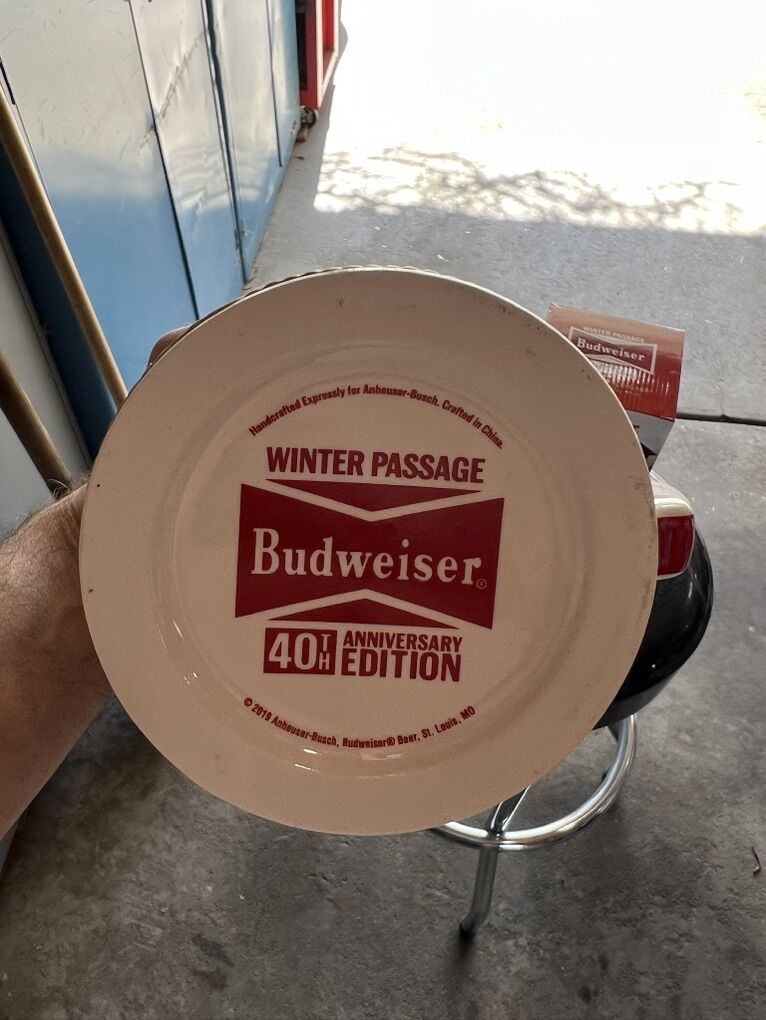 Handcrafted Expressly for Anheuser-Busch. Crafted in China.
WINTER PASSAGE
Budweiser®
40TH ANNIVERSARY EDITION
© 2019 Anheuser-Busch, Budweiser® Beer, St. Louis, MO
WINTER PASSAGE
Budweiser